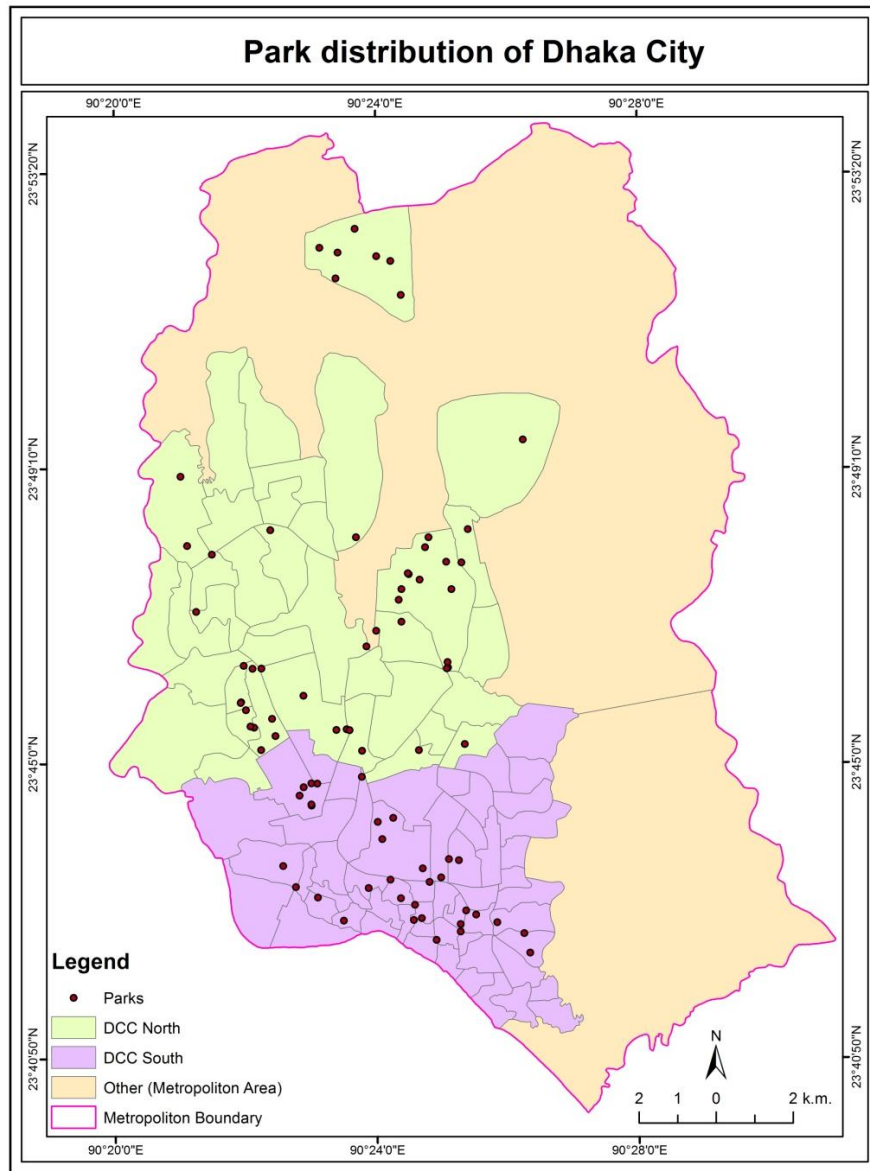 Park distribution of Dhaka City
90°20'0"E 90°24'0"E 90°28'0"E
23°53'20"N 23°53'20"N
23°49'10"N 23°49'10"N
23°45'0"N 23°45'0"N
23°40'50"N 23°40'50"N
Legend
Parks
DCC North
DCC South
Other (Metropoliton Area)
Metropoliton Boundary
N
2 1 0 2 k.m.
90°20'0"E 90°24'0"E 90°28'0"E